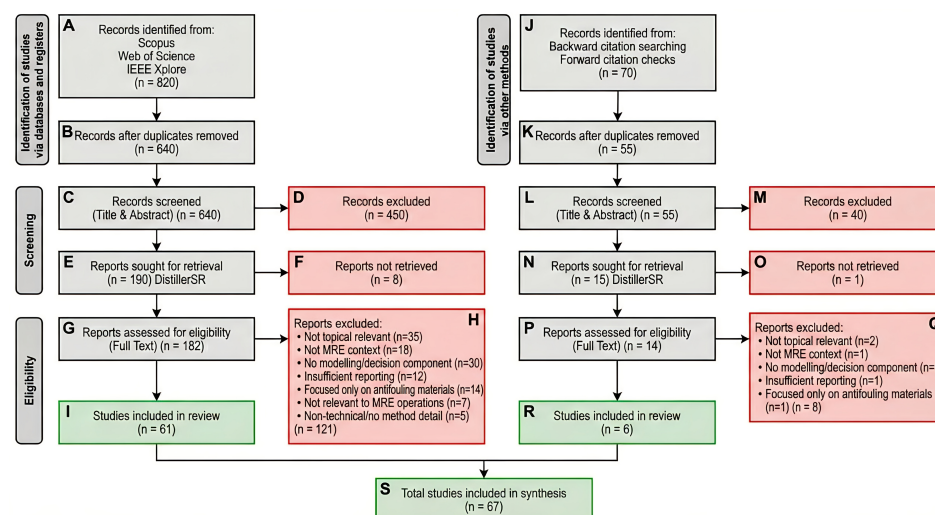 Identification of studies
via databases and registers
A
Records identified from:
Scopus
Web of Science
IEEE Xplore
(n = 820)
B Records after duplicates removed
(n = 640)
Screening
C
Records screened
(Title & Abstract) (n = 640)
D
Records excluded
(n = 450)
E
Reports sought for retrieval
(n = 190) DistillerSR
F
Reports not retrieved
(n = 8)
Eligibility
G
Reports assessed for eligibility
(Full Text) (n = 182)
H
Reports excluded:
• Not topical relevant (n=35)
• Not MRE context (n=18)
• No modelling/decision component (n=30)
• Insufficient reporting (n=12)
• Focused only on antifouling materials (n=14)
• Not relevant to MRE operations (n=7)
• Non-technical/no method detail (n=5)
(n = 121)
I
Studies included in review
(n = 61)
Identification of studies
via other methods
J
Records identified from:
Backward citation searching
Forward citation checks
(n = 70)
K Records after duplicates removed
(n = 55)
L
Records screened
(Title & Abstract) (n = 55)
M
Records excluded
(n = 40)
N
Reports sought for retrieval
(n = 15) DistillerSR
O
Reports not retrieved
(n = 1)
P
Reports assessed for eligibility
(Full Text) (n = 14)
Reports excluded:
• Not topical relevant (n=2)
• Not MRE context (n=1)
• No modelling/decision component (n=
• Insufficient reporting (n=1)
• Focused only on antifouling materials
(n=1) (n = 8)
R
Studies included in review
(n = 6)
S
Total studies included in synthesis
(n = 67)